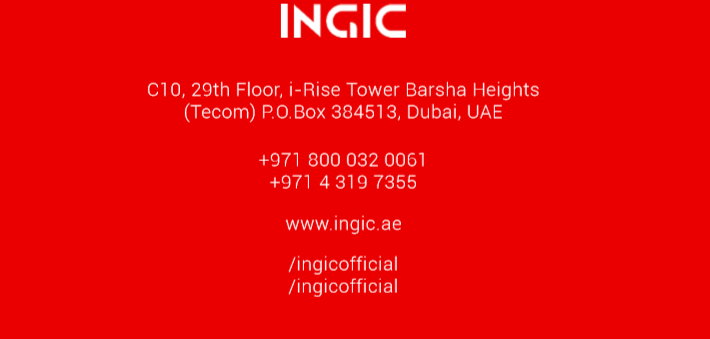 INGIC
C10, 29th Floor, i-Rise Tower Barsha Heights
(Tecom) P.O.Box 384513, Dubai, UAE
+971 800 032 0061
+971 4 319 7355
www.ingic.ae
/ingicofficial
/ingicofficial